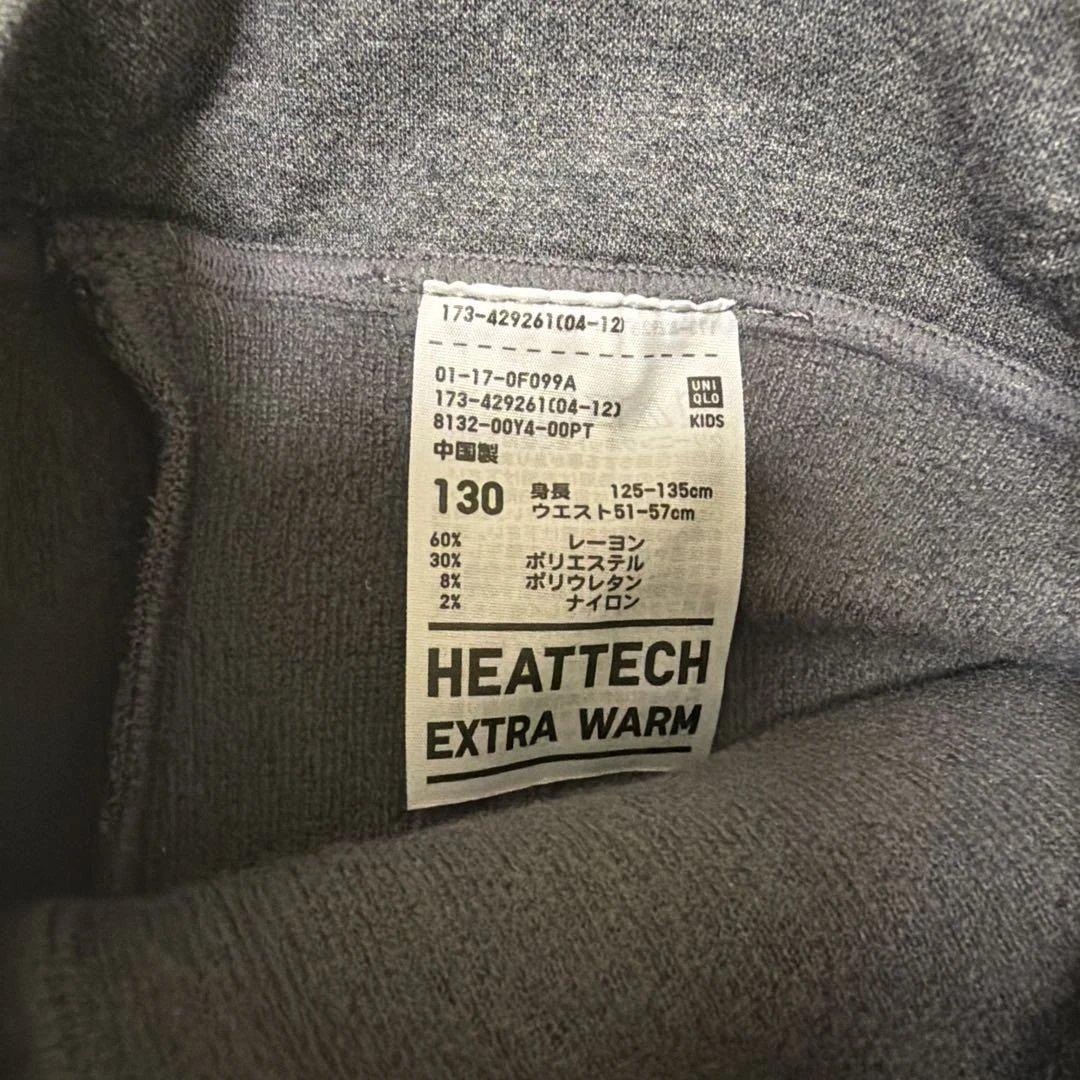 173-429261(04-12)
01-17-0F099A
173-429261(04-12)
8132-00Y4-00PT
UNI
QLO
KIDS
中国製
130
身長 125-135cm
ウエスト51-57cm
60% レーヨン
30% ポリエステル
8% ポリウレタン
2% ナイロン
HEATTECH
EXTRA WARM